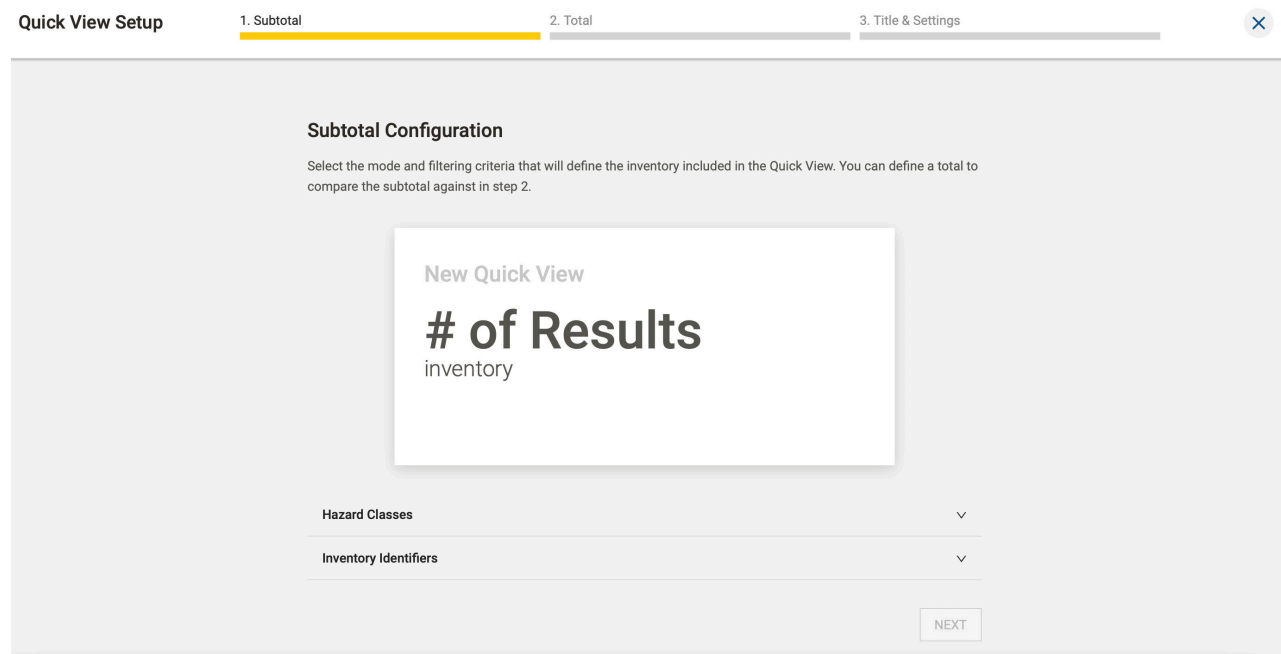 Quick View Setup
1. Subtotal
2. Total
3. Title & Settings
Subtotal Configuration
Select the mode and filtering criteria that will define the inventory included in the Quick View. You can define a total to
compare the subtotal against in step 2.
New Quick View
# of Results
inventory
Hazard Classes
Inventory Identifiers
NEXT